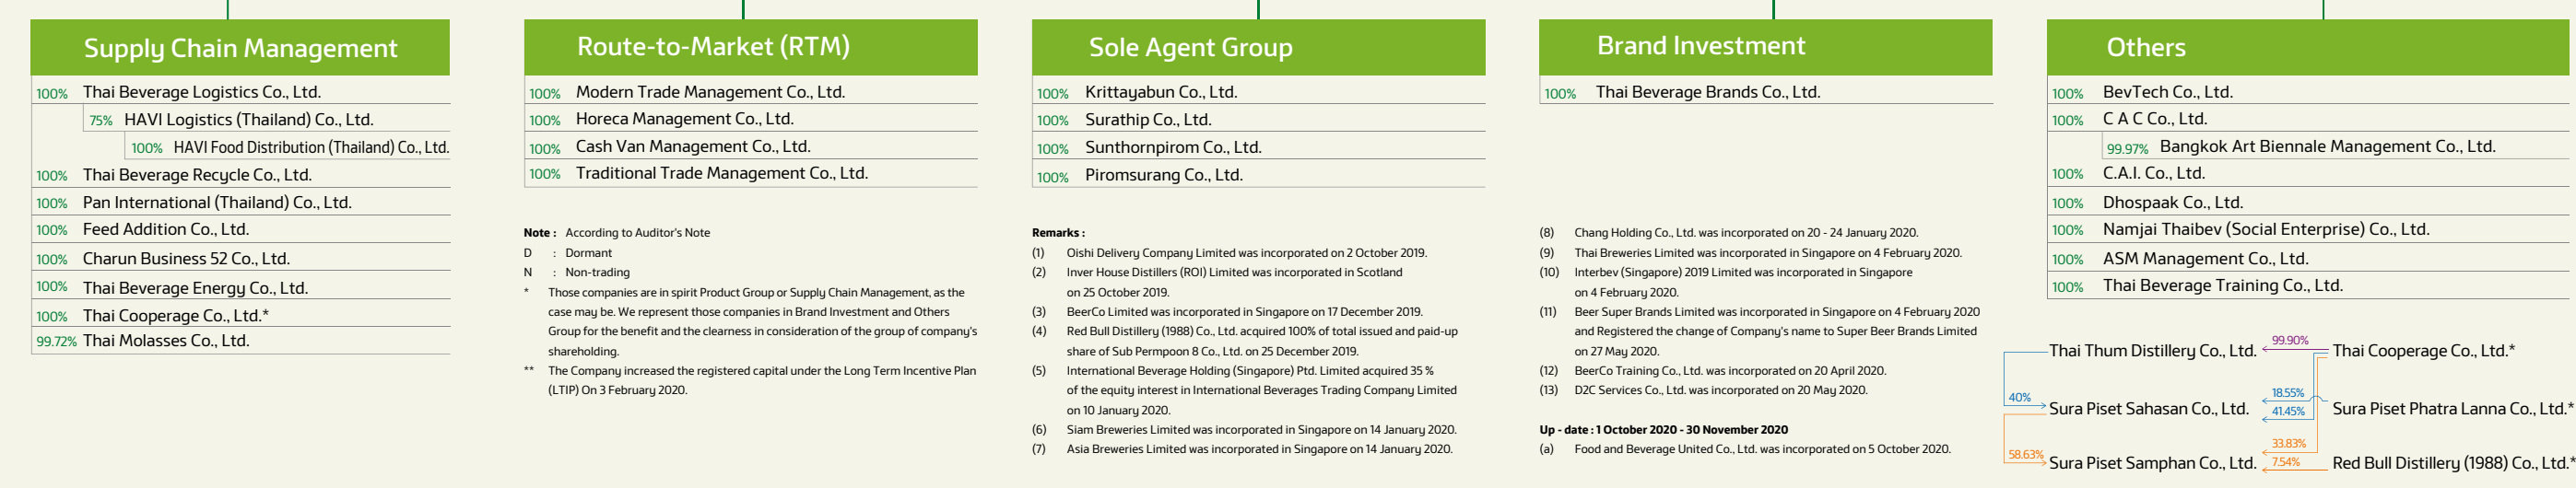 Supply Chain Management
100% Thai Beverage Logistics Co., Ltd.
75% HAVI Logistics (Thailand) Co., Ltd.
100% HAVI Food Distribution (Thailand) Co., Ltd.
100% Thai Beverage Recycle Co., Ltd.
100% Pan International (Thailand) Co., Ltd.
100% Feed Addition Co., Ltd.
100% Charun Business 52 Co., Ltd.
100% Thai Beverage Energy Co., Ltd.
100% Thai Cooperage Co., Ltd.*
99.72% Thai Molasses Co., Ltd.
Route-to-Market (RTM)
100% Modern Trade Management Co., Ltd.
100% Horeca Management Co., Ltd.
100% Cash Van Management Co., Ltd.
100% Traditional Trade Management Co., Ltd.
Note : According to Auditor's Note
D : Dormant
N : Non-trading
* Those companies are in spirit Product Group or Supply Chain Management, as the
case may be. We represent those companies in Brand Investment and Others
Group for the benefit and the clearness in consideration of the group of company's
shareholding.
** The Company increased the registered capital under the Long Term Incentive Plan
(LTIP) On 3 February 2020.
Sole Agent Group
100% Krittayabun Co., Ltd.
100% Surathip Co., Ltd.
100% Sunthornpirom Co., Ltd.
100% Piromsurang Co., Ltd.
Remarks :
(1) Oishi Delivery Company Limited was incorporated on 2 October 2019.
(2) Inver House Distillers (ROI) Limited was incorporated in Scotland
on 25 October 2019.
(3) BeerCo Limited was incorporated in Singapore on 17 December 2019.
(4) Red Bull Distillery (1988) Co., Ltd. acquired 100% of total issued and paid-up
share of Sub Permpoon 8 Co., Ltd. on 25 December 2019.
(5) International Beverage Holding (Singapore) Ptd. Limited acquired 35 %
of the equity interest in International Beverages Trading Company Limited
on 10 January 2020.
(6) Siam Breweries Limited was incorporated in Singapore on 14 January 2020.
(7) Asia Breweries Limited was incorporated in Singapore on 14 January 2020.
Brand Investment
100% Thai Beverage Brands Co., Ltd.
(8) Chang Holding Co., Ltd. was incorporated on 20 - 24 January 2020.
(9) Thai Breweries Limited was incorporated in Singapore on 4 February 2020.
(10) Interbev (Singapore) 2019 Limited was incorporated in Singapore
on 4 February 2020.
(11) Beer Super Brands Limited was incorporated in Singapore on 4 February 2020
and Registered the change of Company's name to Super Beer Brands Limited
on 27 May 2020.
(12) BeerCo Training Co., Ltd. was incorporated on 20 April 2020.
(13) D2C Services Co., Ltd. was incorporated on 20 May 2020.
Up - date : 1 October 2020 - 30 November 2020
(a) Food and Beverage United Co., Ltd. was incorporated on 5 October 2020.
Others
100% BevTech Co., Ltd.
100% C A C Co., Ltd.
99.97% Bangkok Art Biennale Management Co., Ltd.
100% C.A.I. Co., Ltd.
100% Dhospaak Co., Ltd.
100% Namjai Thaibev (Social Enterprise) Co., Ltd.
100% ASM Management Co., Ltd.
100% Thai Beverage Training Co., Ltd.
Thai Thum Distillery Co., Ltd. 99.90% Thai Cooperage Co., Ltd.*
40% Sura Piset Sahasan Co., Ltd. 18.55% 41.45% Sura Piset Phatra Lanna Co., Ltd.*
58.63% Sura Piset Samphan Co., Ltd. 33.83% 7.54% Red Bull Distillery (1988) Co., Ltd.*